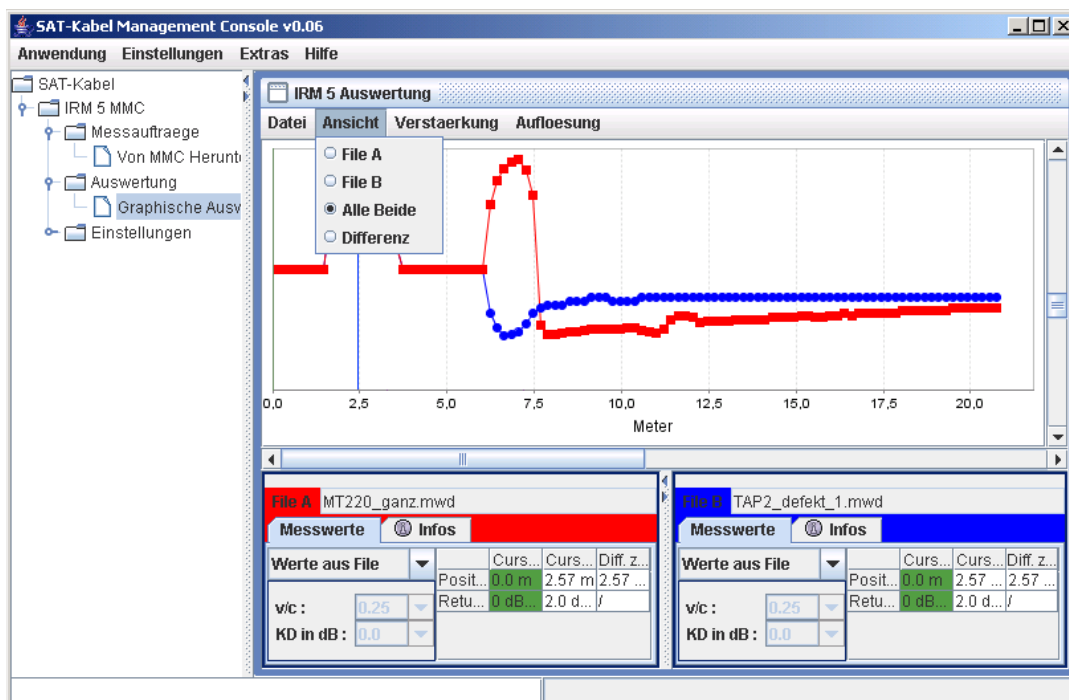 SAT-Kabel Management Console v0.06
Anwendung Einstellungen Extras Hilfe
SAT-Kabel
IRM 5 MMC
Messauftraege
Von MMC Herunt
Auswertung
Graphische Ausw
Einstellungen
IRM 5 Auswertung
Datei Ansicht Verstaerkung Aufloesung
File A
File B
Alle Beide
Differenz
0,0 2,5 5,0 7,5 10,0 12,5 15,0 17,5 20,0
Meter
File A MT220_ganz.mwd
Messwerte Infos
Werte aus File
v/c : 0.25
KD in dB : 0.0
Curs... Curs... Diff. z...
Posit... 0.0 m 2.57 m 2.57 ...
Retu... 0 dB... 2.0 d... /
File B TAP2_defekt_1.mwd
Messwerte Infos
Werte aus File
v/c : 0.25
KD in dB : 0.0
Curs... Curs... Diff. z...
Posit... 0.0 m 2.57 ... 2.57 ...
Retu... 0 dB... 2.0 d... /